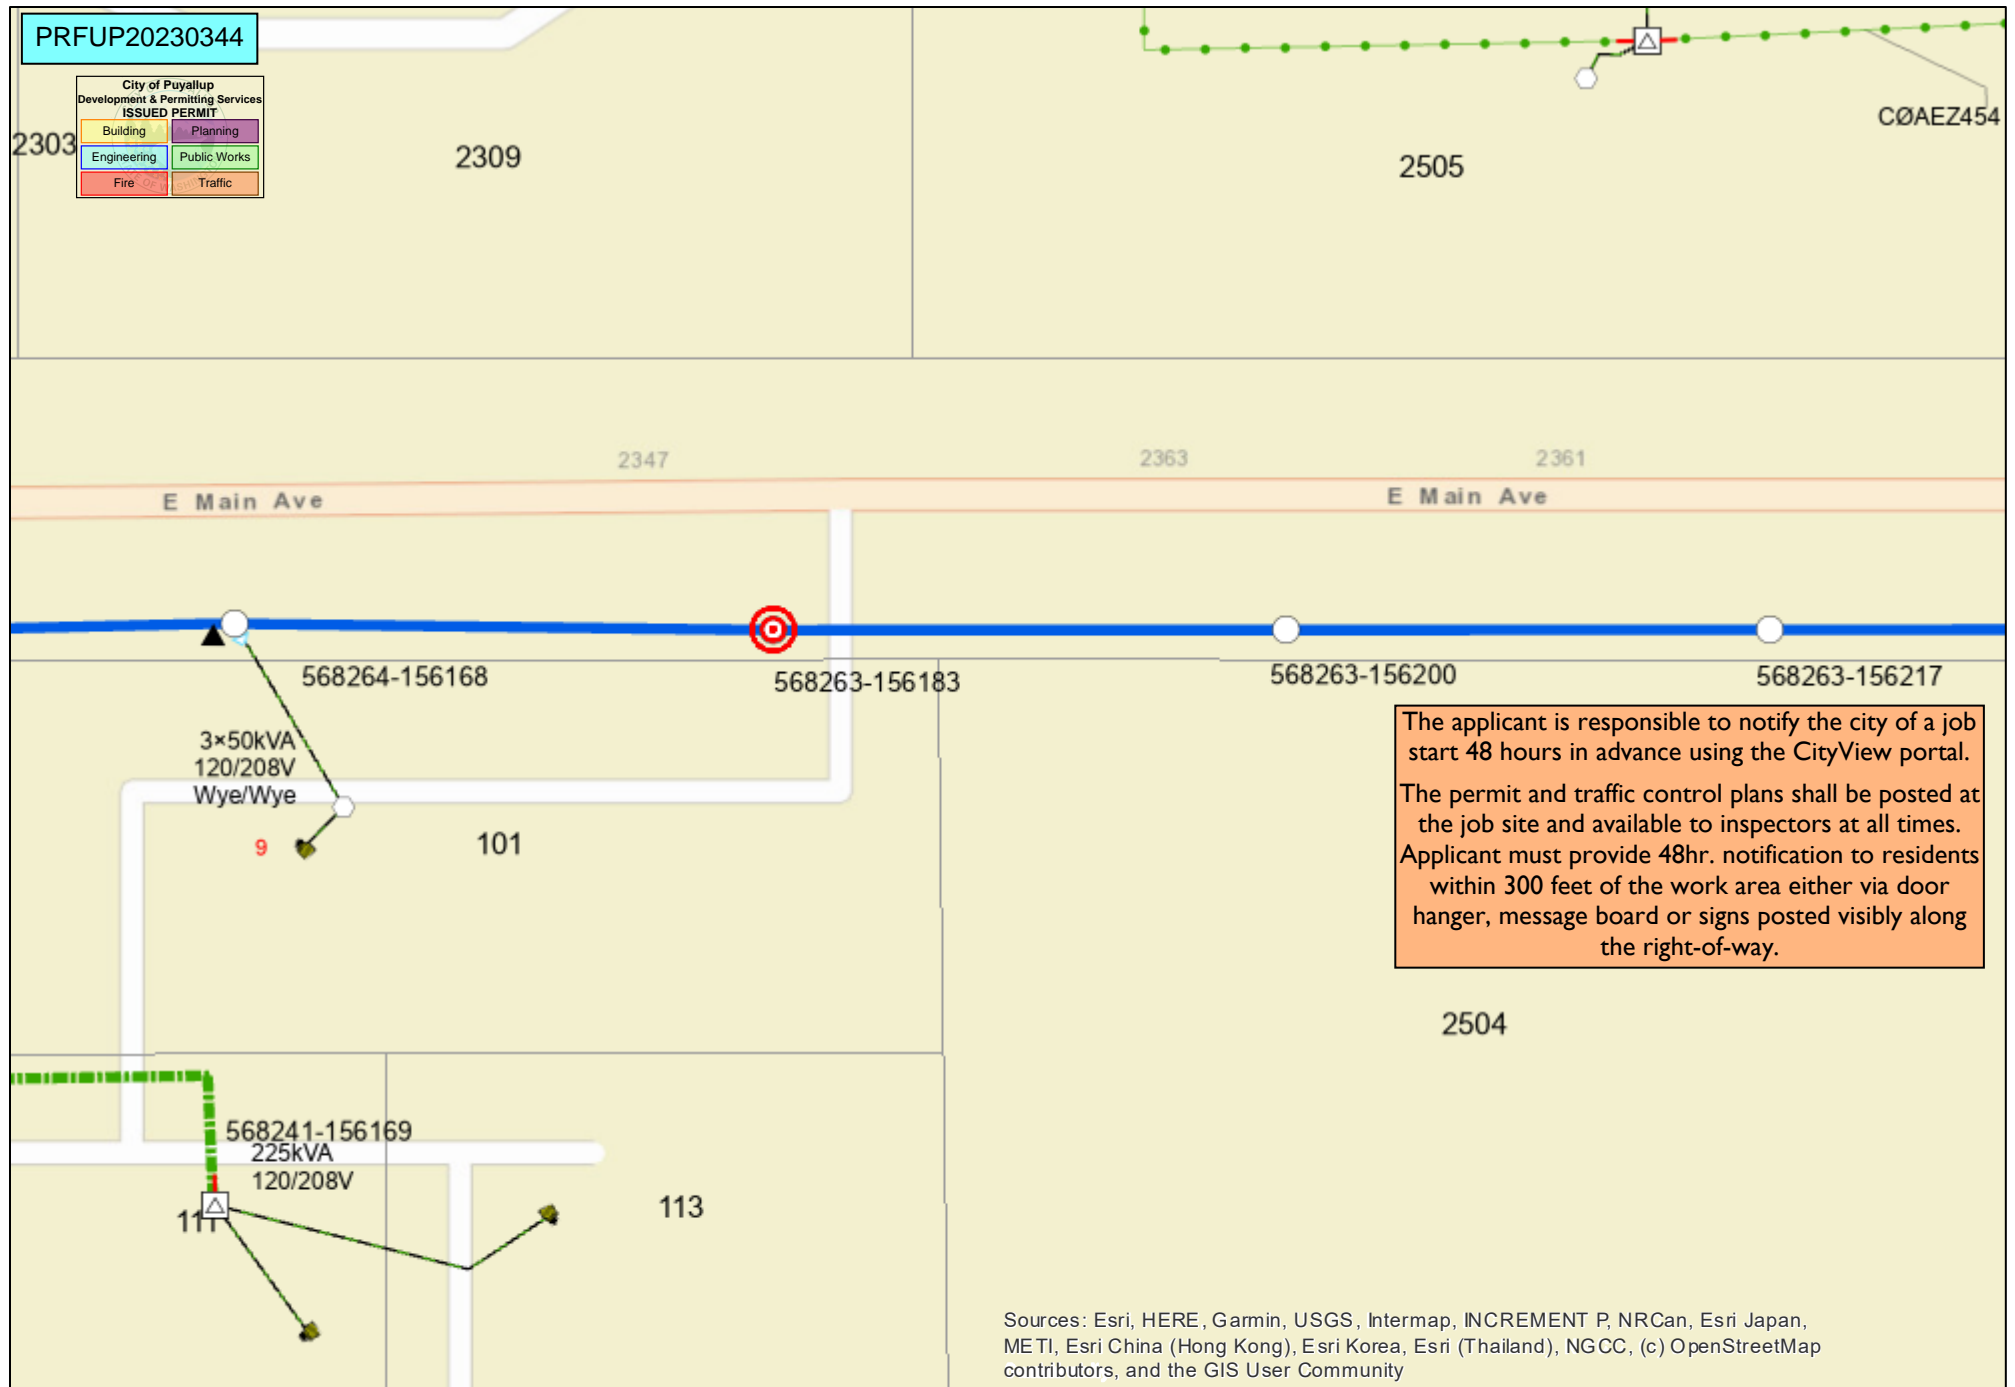 PRFUP20230344
City of Puyallup
Development & Permitting Services
ISSUED PERMIT
Building
Planning
Engineering
Public Works
Fire
Traffic
2303
2309
2505
CØAEZ454
2347
2363
2361
E Main Ave
E Main Ave
568264-156168
568263-156183
568263-156200
568263-156217
3×50kVA
120/208V
Wye/Wye
9
101
The applicant is responsible to notify the city of a job
start 48 hours in advance using the CityView portal.
The permit and traffic control plans shall be posted at
the job site and available to inspectors at all times.
Applicant must provide 48hr. notification to residents
within 300 feet of the work area either via door
hanger, message board or signs posted visibly along
the right-of-way.
2504
568241-156169
225kVA
120/208V
111
113
Sources: Esri, HERE, Garmin, USGS, Intermap, INCREMENT P, NRCan, Esri Japan,
METI, Esri China (Hong Kong), Esri Korea, Esri (Thailand), NGCC, (c) OpenStreetMap
contributors, and the GIS User Community